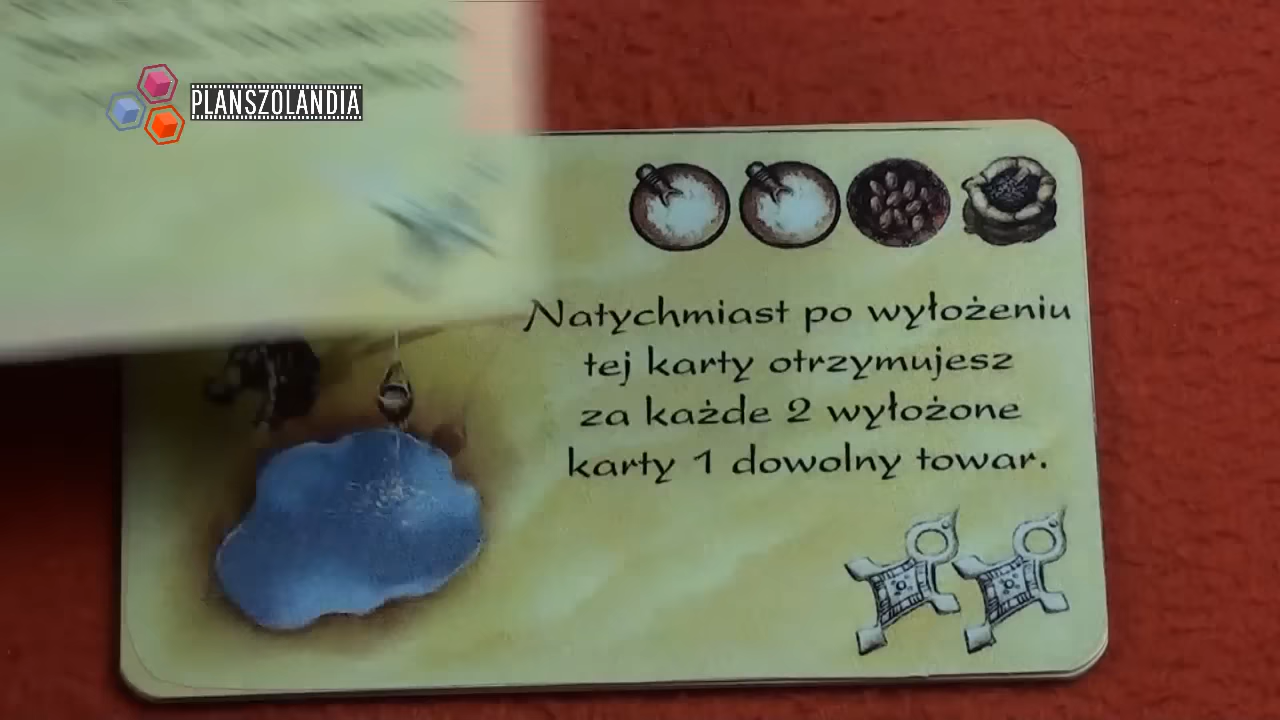 PLANSZOLANDIA
Natychmiast po wyłożeniu
tej karty otrzymujesz
za każde 2 wyłożone
karty 1 dowolny towar.